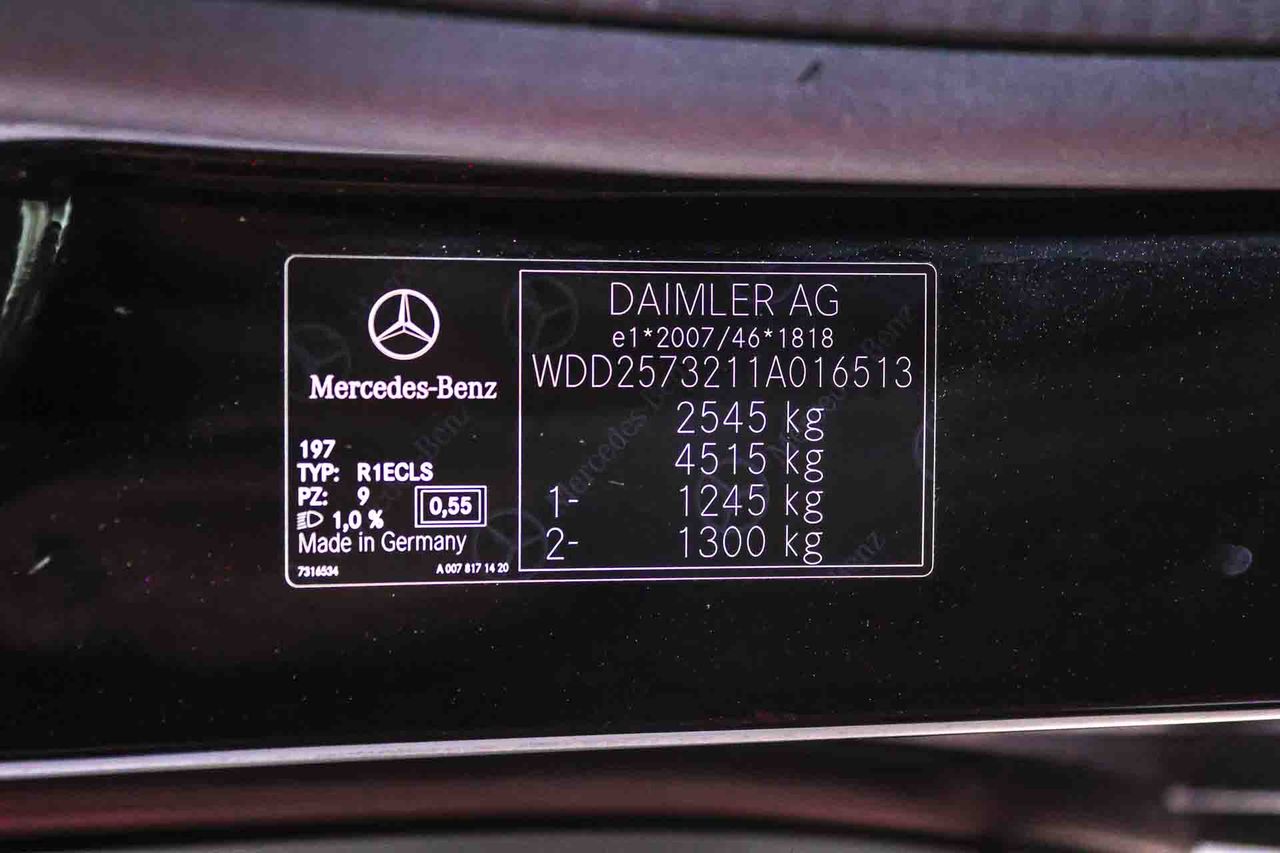 Mercedes-Benz
197
TYP: R1ECLS
PZ: 9
0,55
1,0 %
Made in Germany
7316534
A 007 817 14 20
DAIMLER AG
e1*2007/46*1818
WDD2573211A016513
2545 kg
4515 kg
1- 1245 kg
2- 1300 kg